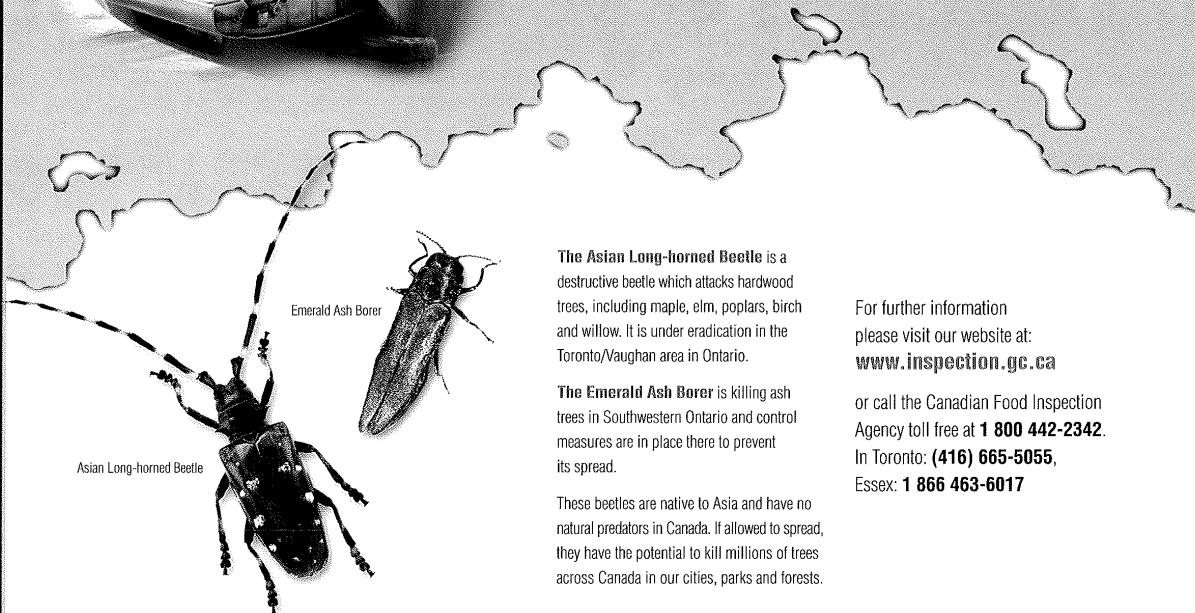 Emerald Ash Borer
Asian Long-horned Beetle
The Asian Long-horned Beetle is a
destructive beetle which attacks hardwood
trees, including maple, elm, poplars, birch
and willow. It is under eradication in the
Toronto/Vaughan area in Ontario.
The Emerald Ash Borer is killing ash
trees in Southwestern Ontario and control
measures are in place there to prevent
its spread.
These beetles are native to Asia and have no
natural predators in Canada. If allowed to spread,
they have the potential to kill millions of trees
across Canada in our cities, parks and forests.
For further information
please visit our website at:
www.inspection.gc.ca
or call the Canadian Food Inspection
Agency toll free at 1 800 442-2342.
In Toronto: (416) 665-5055,
Essex: 1 866 463-6017